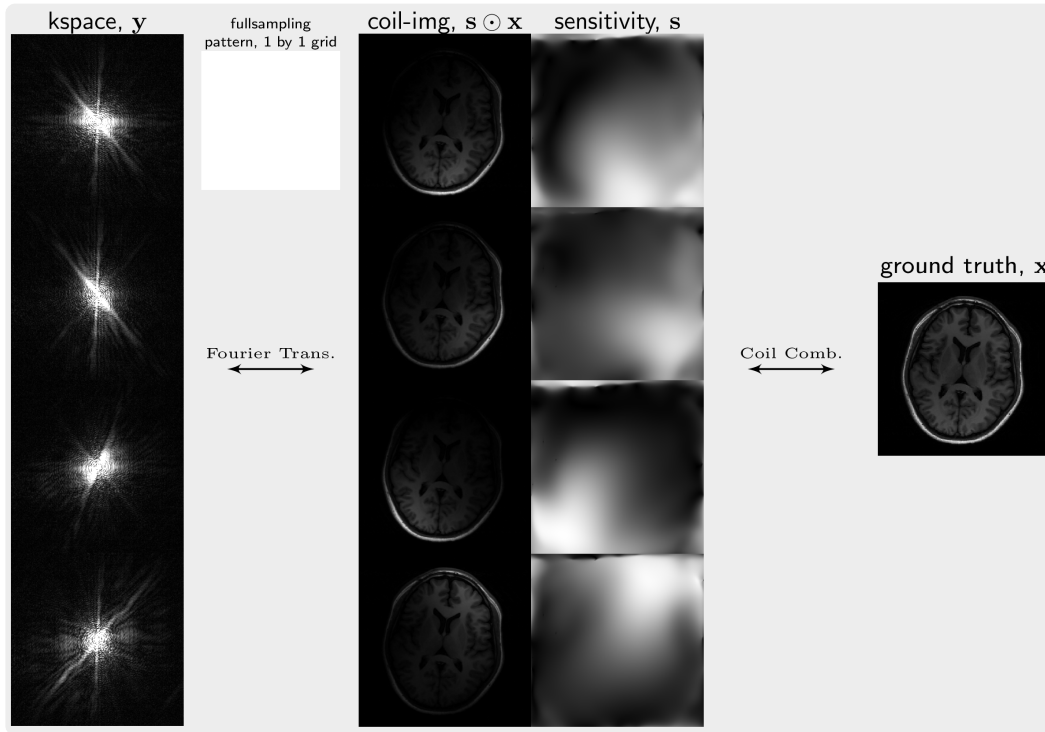 kspace, y
fullsampling
pattern, 1 by 1 grid
coil-img, s ⊙ x
sensitivity, s
ground truth, x
Fourier Trans.
Coil Comb.